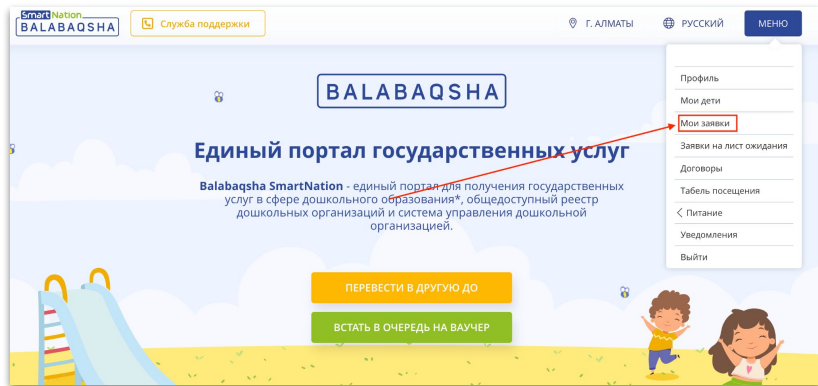 SmartNation
BALABAQSHA
Служба поддержки
Г. АЛМАТЫ
РУССКИЙ
МЕНЮ
Профиль
Мои дети
Мои заявки
Заявки на лист ожидания
Договоры
Табель посещения
Питание
Уведомления
Выйти
BALABAQSHA
Единый портал государственных услуг
Balabaqsha SmartNation - единый портал для получения государственных
услуг в сфере дошкольного образования*, общедоступный реестр
дошкольных организаций и система управления дошкольной
организацией.
ПЕРЕВЕСТИ В ДРУГУЮ ДО
ВСТАТЬ В ОЧЕРЕДЬ НА ВАУЧЕР